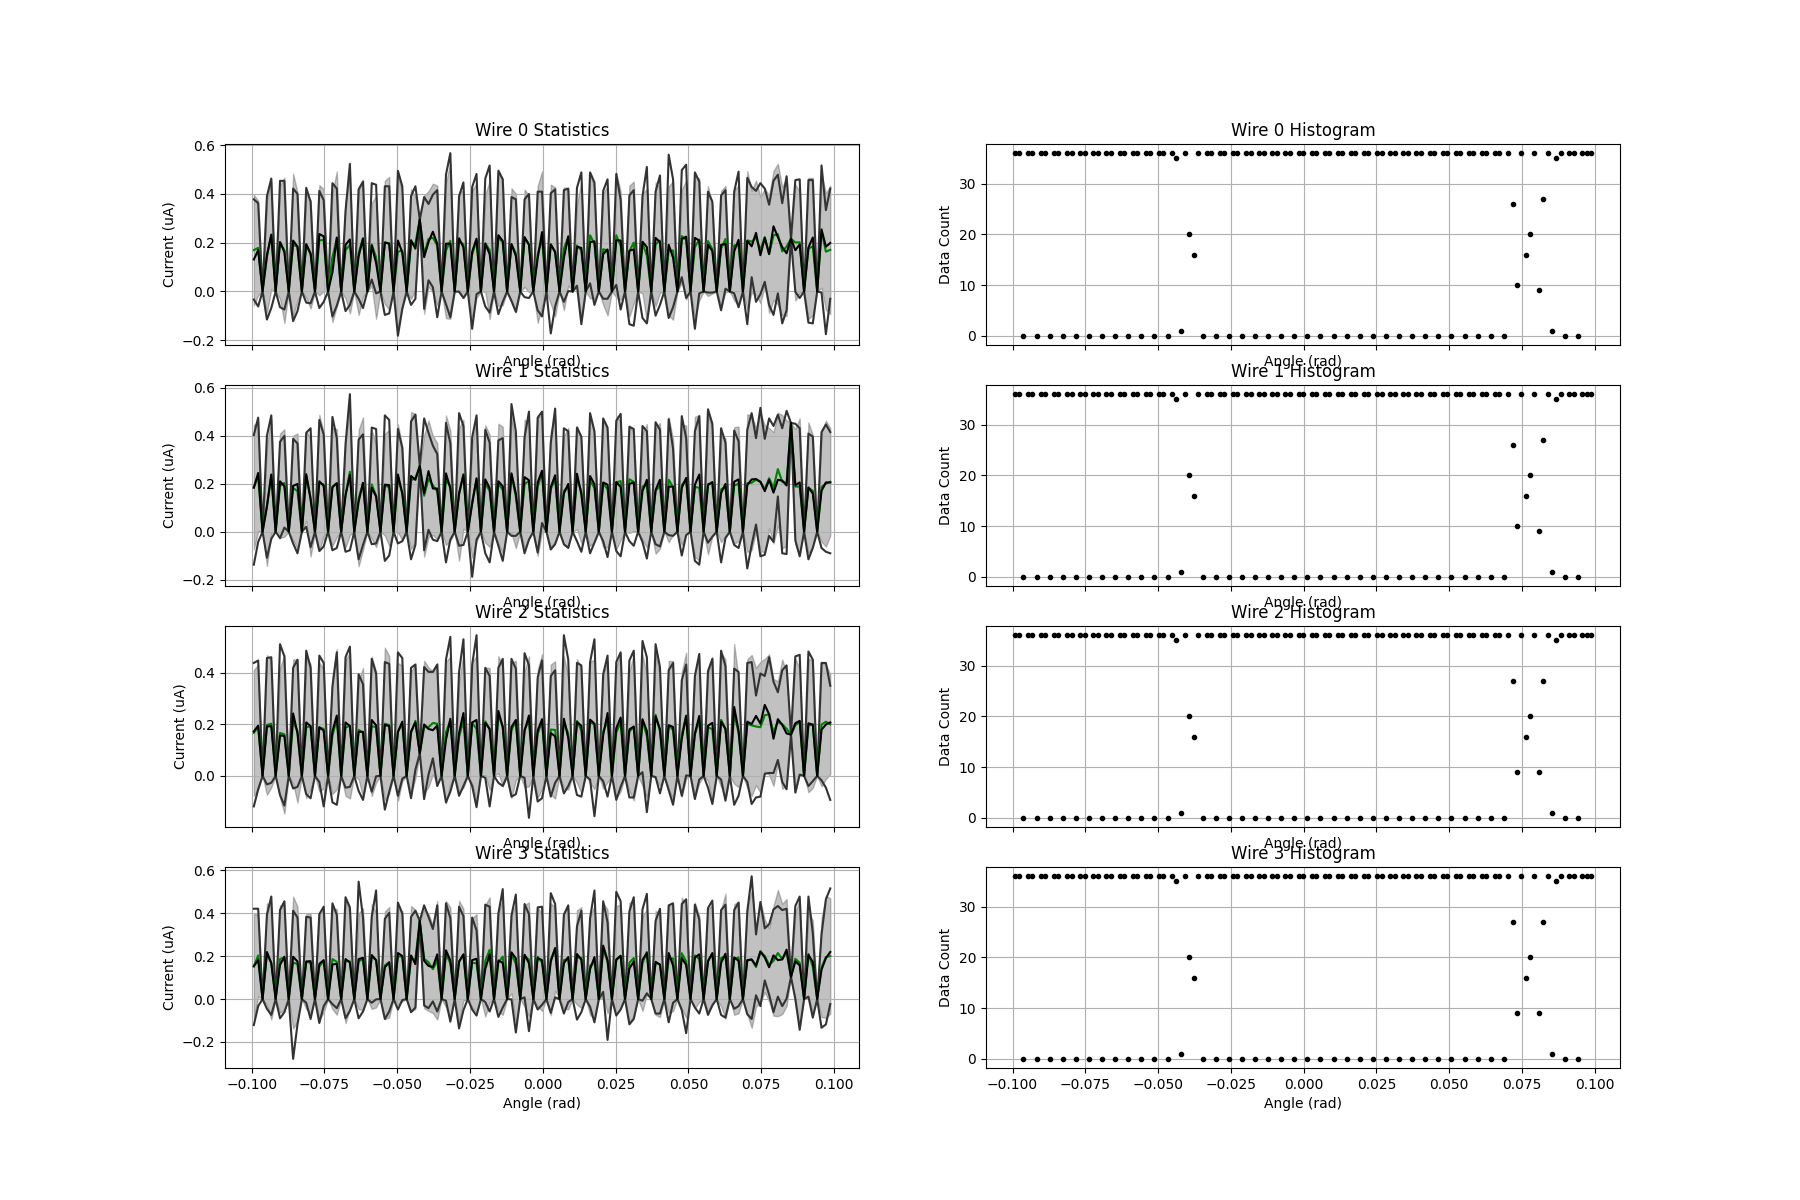 Wire 0 Statistics
Current (uA)
0.6
0.4
0.2
0.0
−0.2
Angle (rad)
Wire 0 Histogram
Data Count
30
20
10
0
Angle (rad)
Wire 1 Statistics
Current (uA)
0.6
0.4
0.2
0.0
−0.2
Angle (rad)
Wire 1 Histogram
Data Count
30
20
10
0
Angle (rad)
Wire 2 Statistics
Current (uA)
0.4
0.2
0.0
Angle (rad)
Wire 2 Histogram
Data Count
30
20
10
0
Angle (rad)
Wire 3 Statistics
Current (uA)
0.6
0.4
0.2
0.0
−0.2
−0.100 −0.075 −0.050 −0.025 0.000 0.025 0.050 0.075 0.100
Angle (rad)
Wire 3 Histogram
Data Count
30
20
10
0
−0.100 −0.075 −0.050 −0.025 0.000 0.025 0.050 0.075 0.100
Angle (rad)